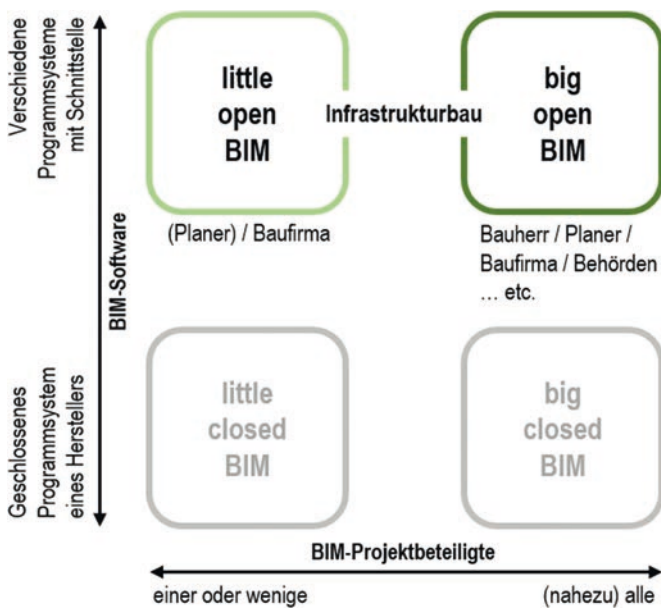 Verschiedene
Programmsysteme
mit Schnittstelle
little
open
BIM
Infrastrukturbau
big
open
BIM
(Planer) / Baufirma
Bauherr / Planer /
Baufirma / Behörden
... etc.
BIM-Software
Geschlossenes
Programmsystem
eines Herstellers
little
closed
BIM
big
closed
BIM
BIM-Projektbeteiligte
einer oder wenige
(nahezu) alle